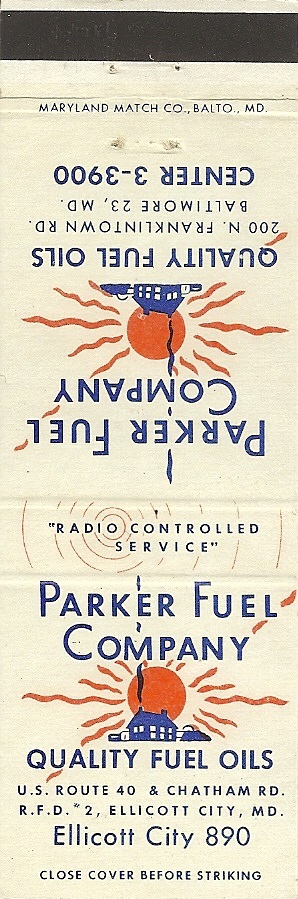 MARYLAND MATCH CO., BALTO., MD.
PARKER FUEL
COMPANY
QUALITY FUEL OILS
200 N. FRANKLINTOWN RD.
BALTIMORE 23, MD.
CENTER 3-3900
"RADIO CONTROLLED
SERVICE"
PARKER FUEL
COMPANY
QUALITY FUEL OILS
U.S. ROUTE 40 & CHATHAM RD.
R.F.D. #2, ELLICOTT CITY, MD.
Ellicott City 890
CLOSE COVER BEFORE STRIKING